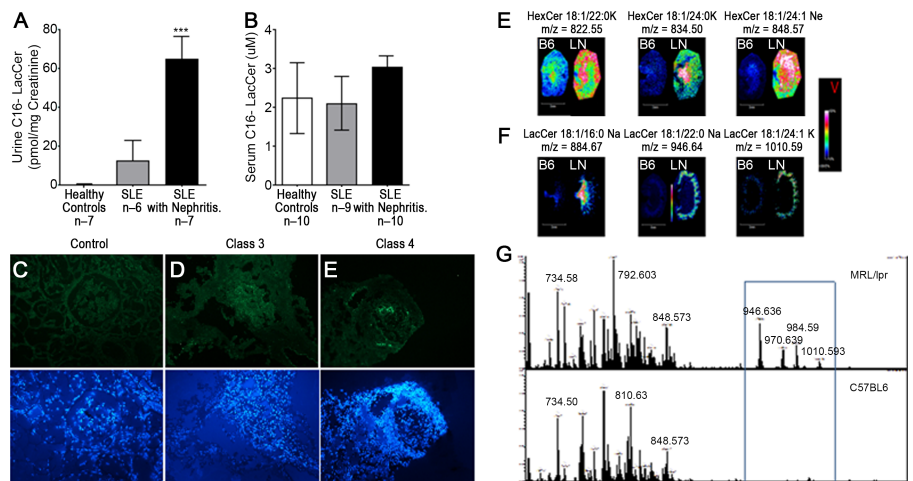 A
Urine C16- LacCer
(pmol/mg Creatinine)
80
60
40
20
0
***
Healthy
Controls
n–7
SLE
n–6
SLE
with Nephritis.
n–7
B
Serum C16- LacCer (uM)
4
3
2
1
0
Healthy
Controls
n–10
SLE
n–9
SLE
with Nephritis.
n–10
Control
Class 3
Class 4
C
D
E
E
HexCer 18:1/22:0K
m/z = 822.55
HexCer 18:1/24:0K
m/z = 834.50
HexCer 18:1/24:1 Ne
m/z = 848.57
B6 LN
B6 LN
B6 LN
V
F
LacCer 18:1/16:0 Na
m/z = 884.67
LacCer 18:1/22:0 Na
m/z = 946.64
LacCer 18:1/24:1 K
m/z = 1010.59
B6 LN
B6 LN
B6 LN
G
734.58
792.603
848.573
MRL/lpr
946.636
970.639
984.59
1010.593
734.50
810.63
848.573
C57BL6